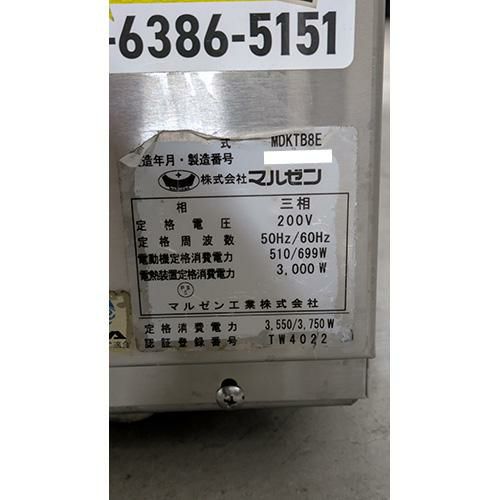 -6386-5151
式 MDKTB8E
造年月・製造番号
株式会社マルゼン
相 三相
定格電圧 200V
定格周波数 50Hz/60Hz
電動機定格消費電力 510/699W
電熱装置定格消費電力 3,000W
マルゼン工業株式会社
定格消費電力 3,550/3,750W
認証登録番号 TW4022